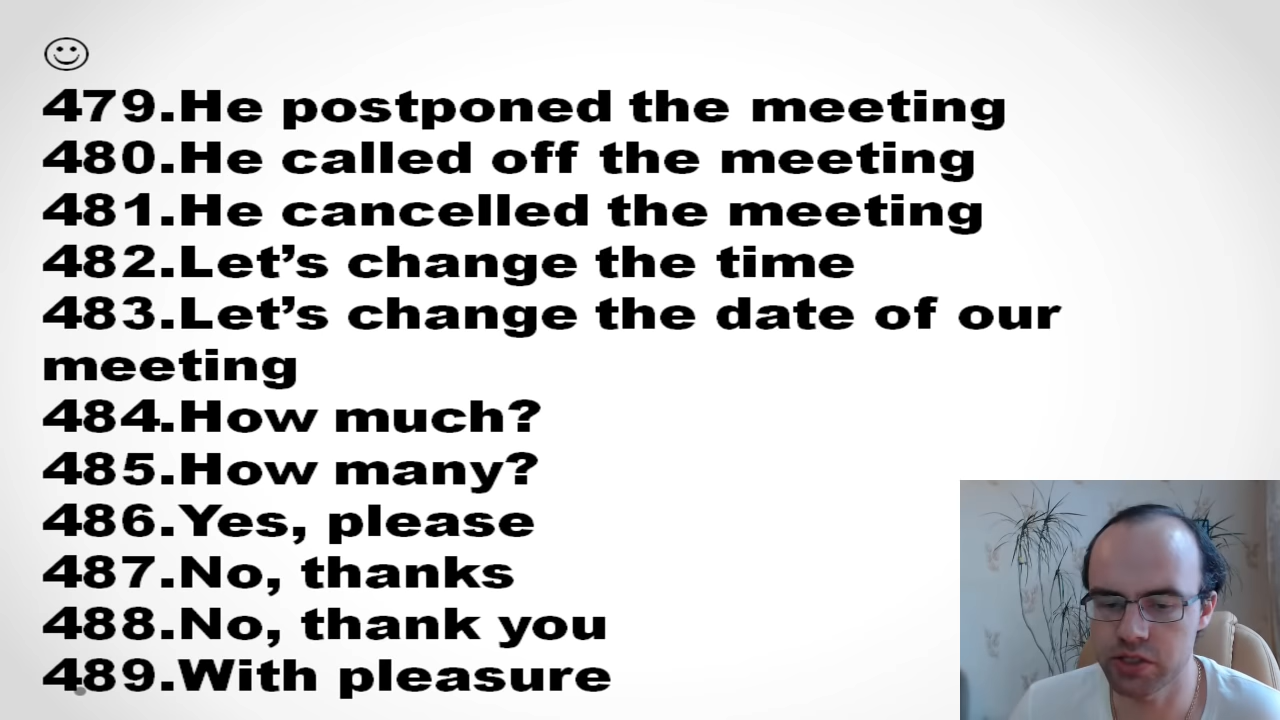 479.He postponed the meeting
480.He called off the meeting
481.He cancelled the meeting
482.Let’s change the time
483.Let’s change the date of our
meeting
484.How much?
485.How many?
486.Yes, please
487.No, thanks
488.No, thank you
489.With pleasure